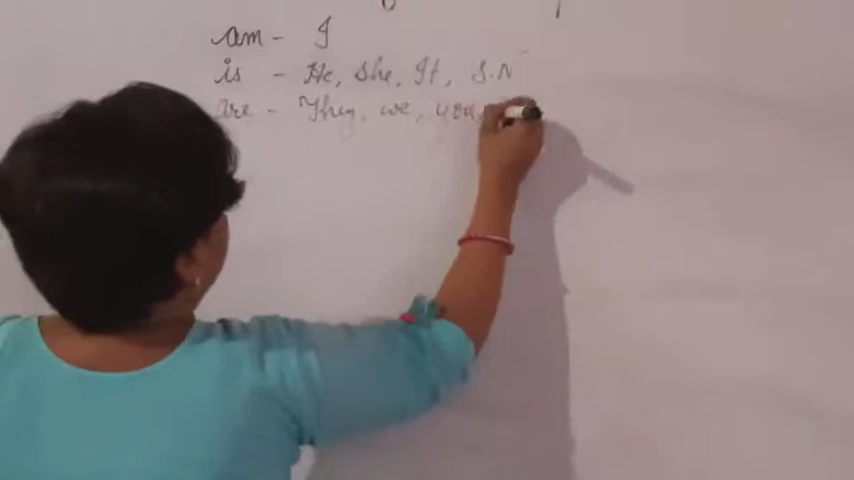 am - I
is - He, She, It, S.N
are - They, we, you,